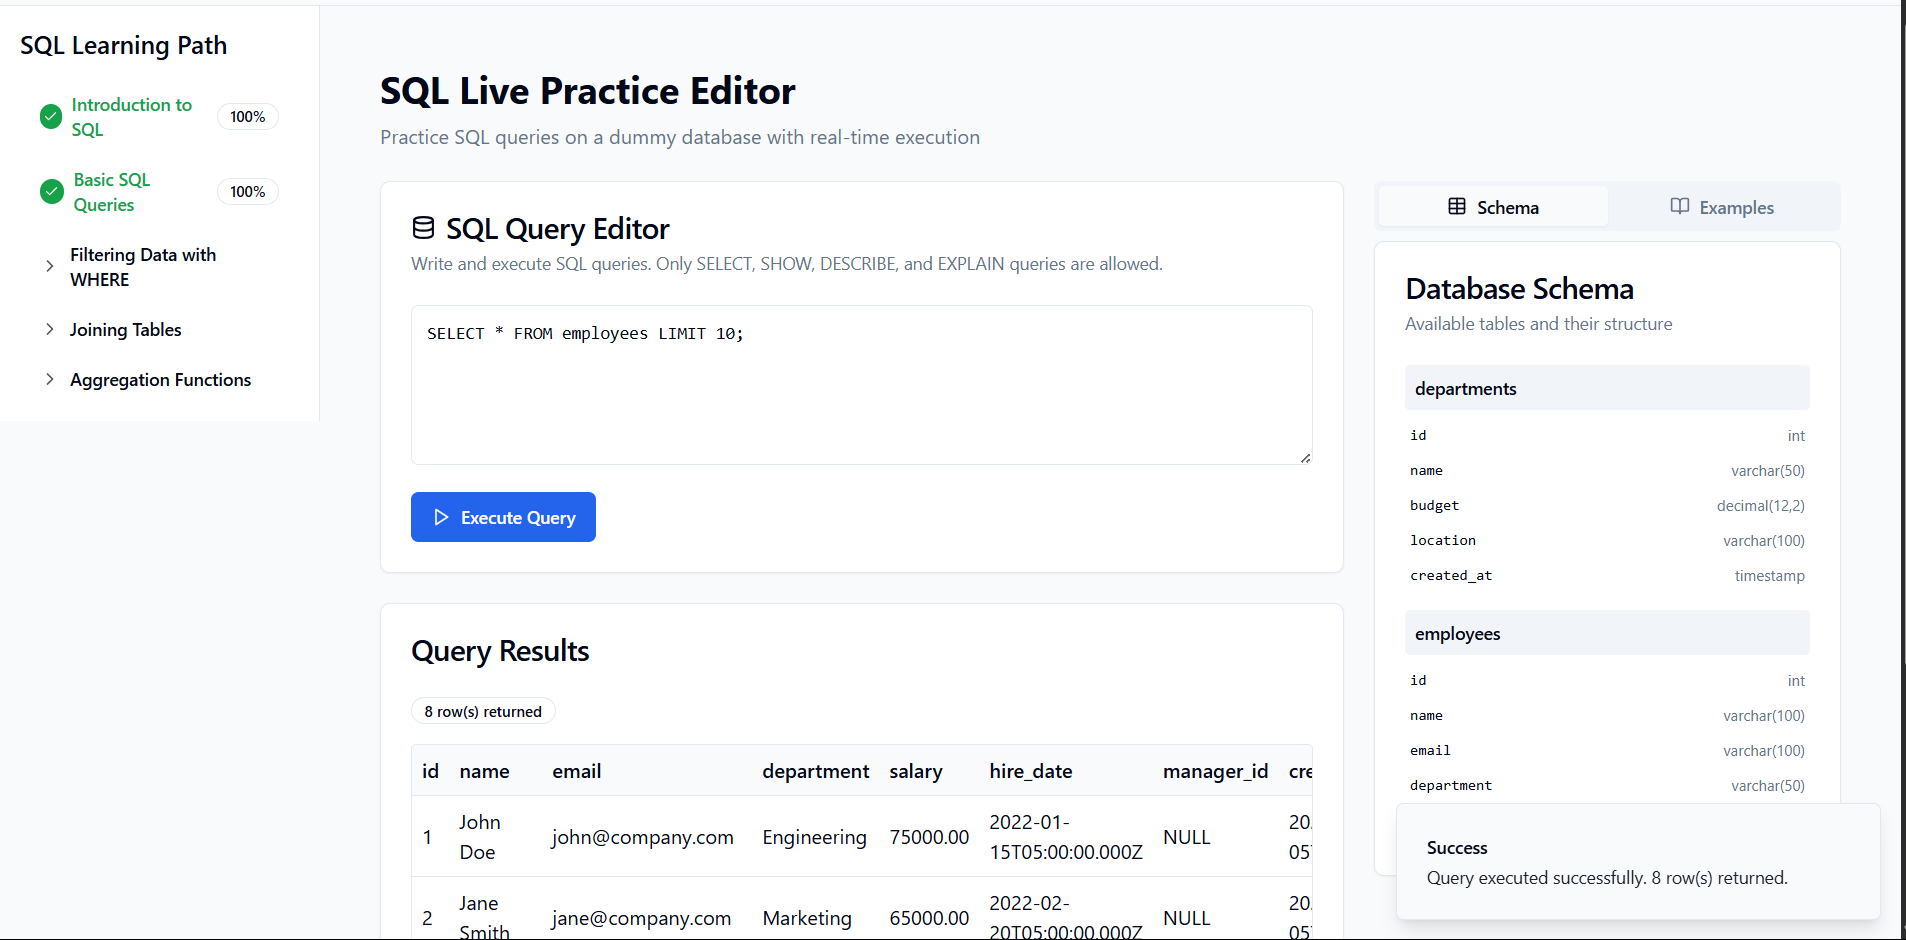 SQL Learning Path
Introduction to
SQL
100%
Basic SQL
Queries
100%
Filtering Data with
WHERE
Joining Tables
Aggregation Functions
SQL Live Practice Editor
Practice SQL queries on a dummy database with real-time execution
SQL Query Editor
Write and execute SQL queries. Only SELECT, SHOW, DESCRIBE, and EXPLAIN queries are allowed.
SELECT * FROM employees LIMIT 10;
Execute Query
Query Results
8 row(s) returned
id name email department salary hire_date manager_id cre
1 John Doe john@company.com Engineering 75000.00 2022-01-15T05:00:00.000Z NULL 20. 05
2 Jane Smith jane@company.com Marketing 65000.00 2022-02-20T05:00:00.000Z NULL 20. 05
Schema Examples
Database Schema
Available tables and their structure
departments
id int
name varchar(50)
budget decimal(12,2)
location varchar(100)
created_at timestamp
employees
id int
name varchar(100)
email varchar(100)
department varchar(50)
Success
Query executed successfully. 8 row(s) returned.